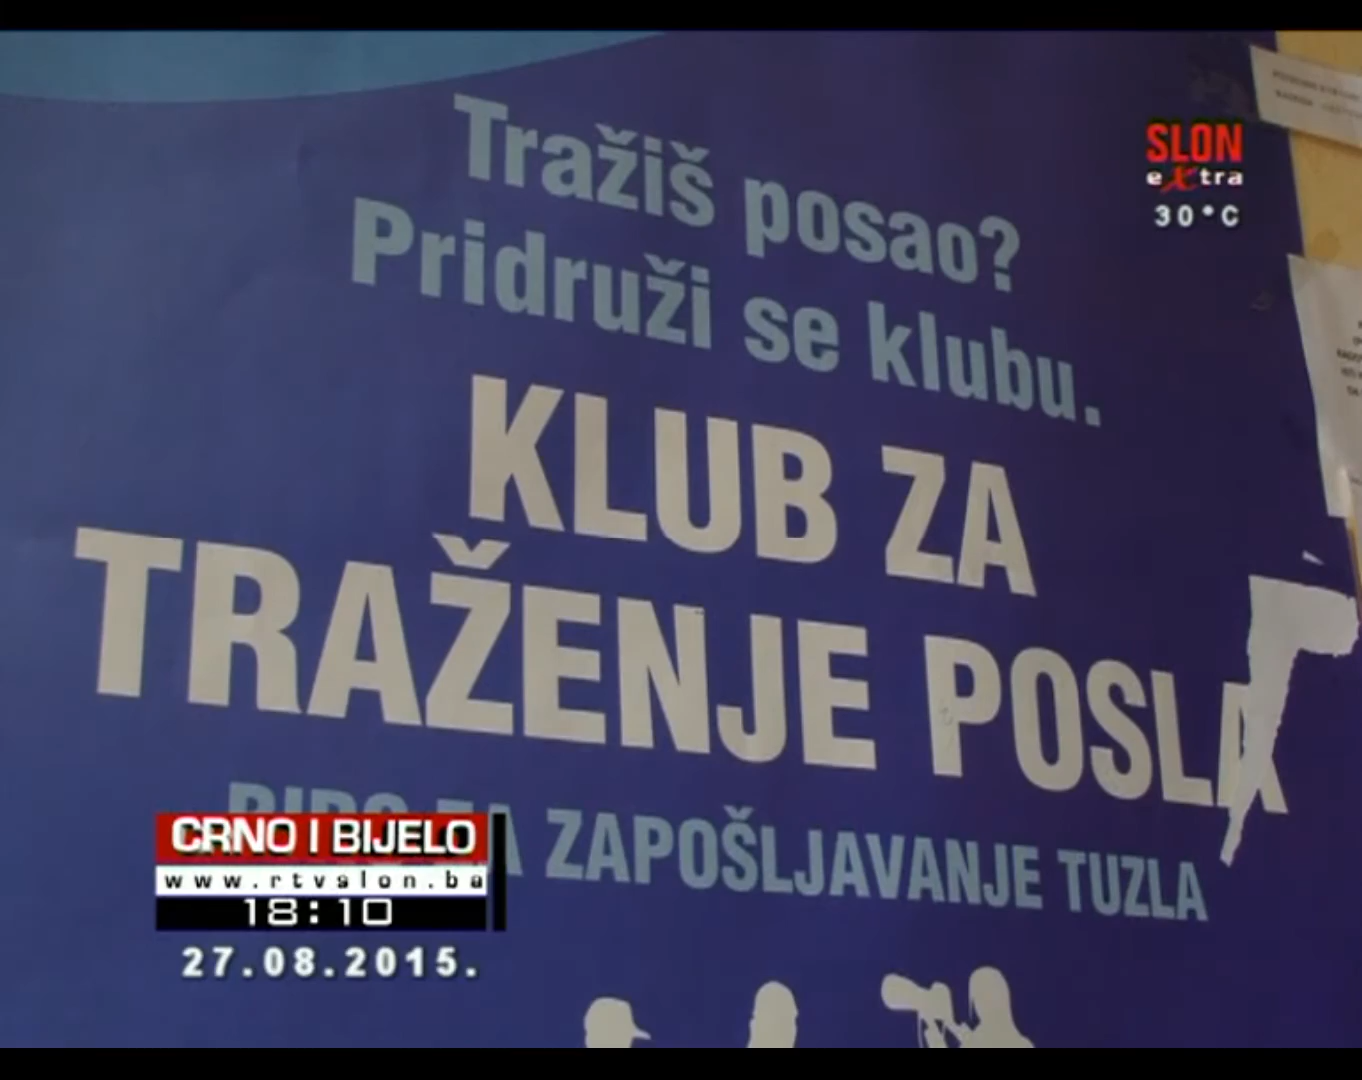 Tražiš posao?
Pridruži se klubu.
KLUB ZA
TRAŽENJE POSLA
ZA ZAPOŠLJAVANJE TUZLA
SLON
extra
30°C
CRNO I BIJELO
www.rtvslon.ba
18:10
27.08.2015.